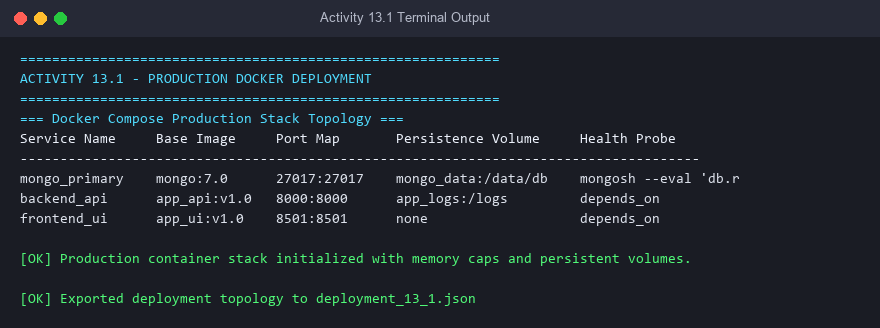 Activity 13.1 Terminal Output
============================================================
ACTIVITY 13.1 - PRODUCTION DOCKER DEPLOYMENT
============================================================
=== Docker Compose Production Stack Topology ===
Service Name     Base Image     Port Map       Persistence Volume     Health Probe
-------------------------------------------------------------------------------------
mongo_primary    mongo:7.0      27017:27017    mongo_data:/data/db    mongosh --eval 'db.r
backend_api      app_api:v1.0   8000:8000      app_logs:/logs         depends_on
frontend_ui      app_ui:v1.0    8501:8501      none                   depends_on
[OK] Production container stack initialized with memory caps and persistent volumes.
[OK] Exported deployment topology to deployment_13_1.json